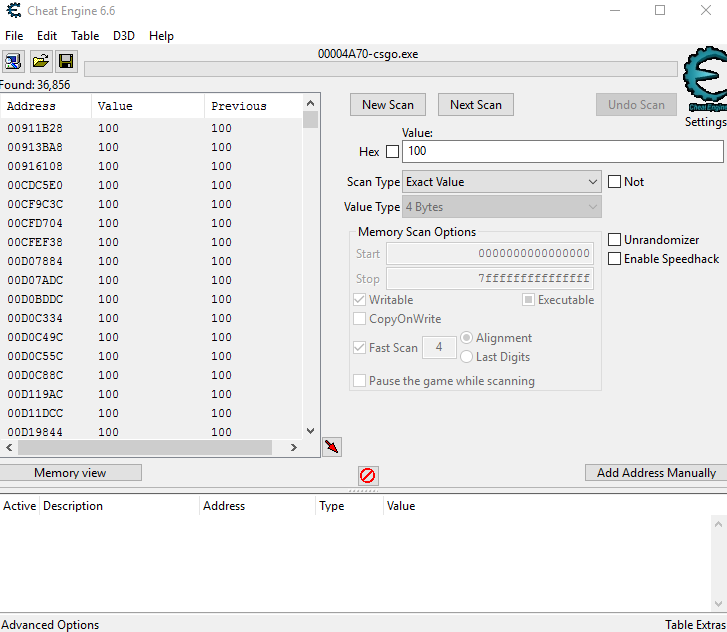 Cheat Engine 6.6
File Edit Table D3D Help
00004A70-csgo.exe
Found: 36,856
Address Value Previous
00911B28 100 100
00913BA8 100 100
00916108 100 100
00CDC5E0 100 100
00CF9C3C 100 100
00CFD704 100 100
00CFEF38 100 100
00D07884 100 100
00D07ADC 100 100
00D0BDDC 100 100
00D0C334 100 100
00D0C49C 100 100
00D0C55C 100 100
00D0C88C 100 100
00D119AC 100 100
00D11DCC 100 100
00D19844 100 100
New Scan Next Scan Undo Scan
Settings
Value:
Hex 100
Scan Type Exact Value Not
Value Type 4 Bytes
Memory Scan Options
Start 0000000000000000
Stop 7fffffffffffffff
Unrandomizer
Enable Speedhack
Writable Executable
CopyOnWrite
Fast Scan 4 Alignment
Last Digits
Pause the game while scanning
Memory view Add Address Manually
Active Description Address Type Value
Advanced Options Table Extras